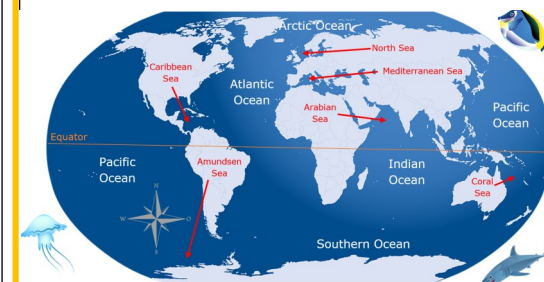 Arctic Ocean
North Sea
Caribbean
Sea
Mediterranean Sea
Atlantic
Ocean
Arabian
Sea
Pacific
Ocean
Equator
Pacific
Ocean
Amundsen
Sea
Indian
Ocean
Coral
Sea
N
W
O
S
Southern Ocean